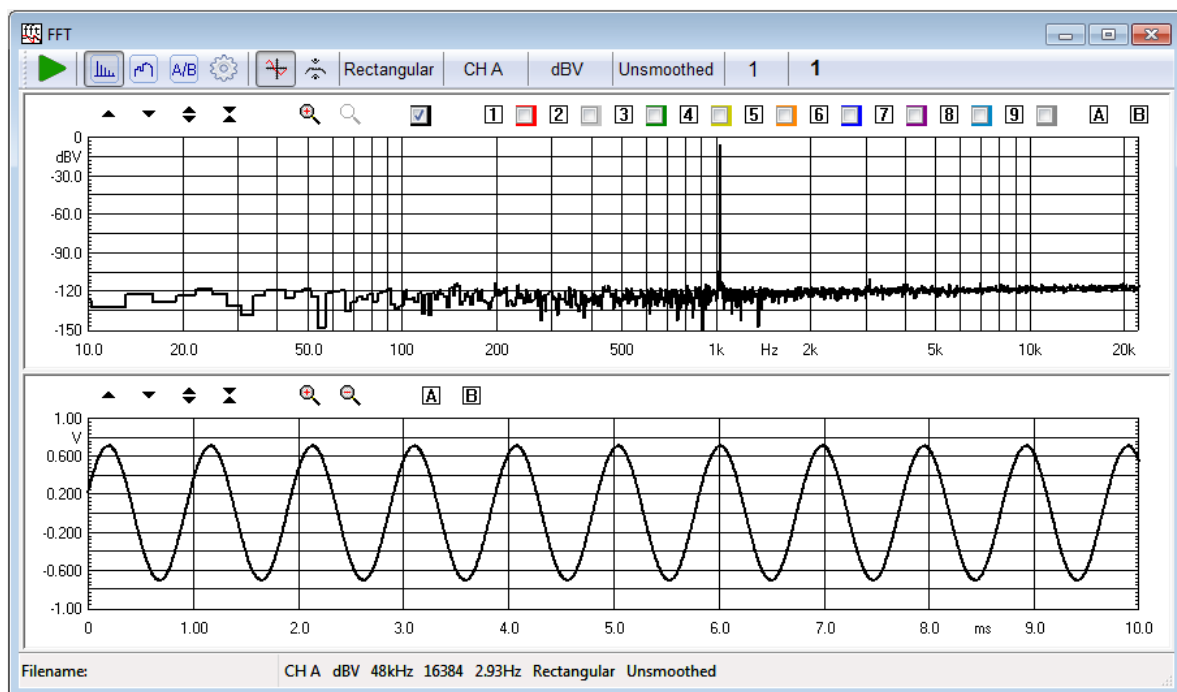 FFT
A/B Rectangular CH A dBV Unsmoothed 1 1
1 2 3 4 5 6 7 8 9 A B
0
dBV
-30.0
-60.0
-90.0
-120
-150
10.0 20.0 50.0 100 200 500 1k Hz 2k 5k 10k 20k
A B
1.00
V
0.600
0.200
-0.200
-0.600
-1.00
0 1.00 2.0 3.0 4.0 5.0 6.0 7.0 8.0 ms 9.0 10.0
Filename: CH A dBV 48kHz 16384 2.93Hz Rectangular Unsmoothed